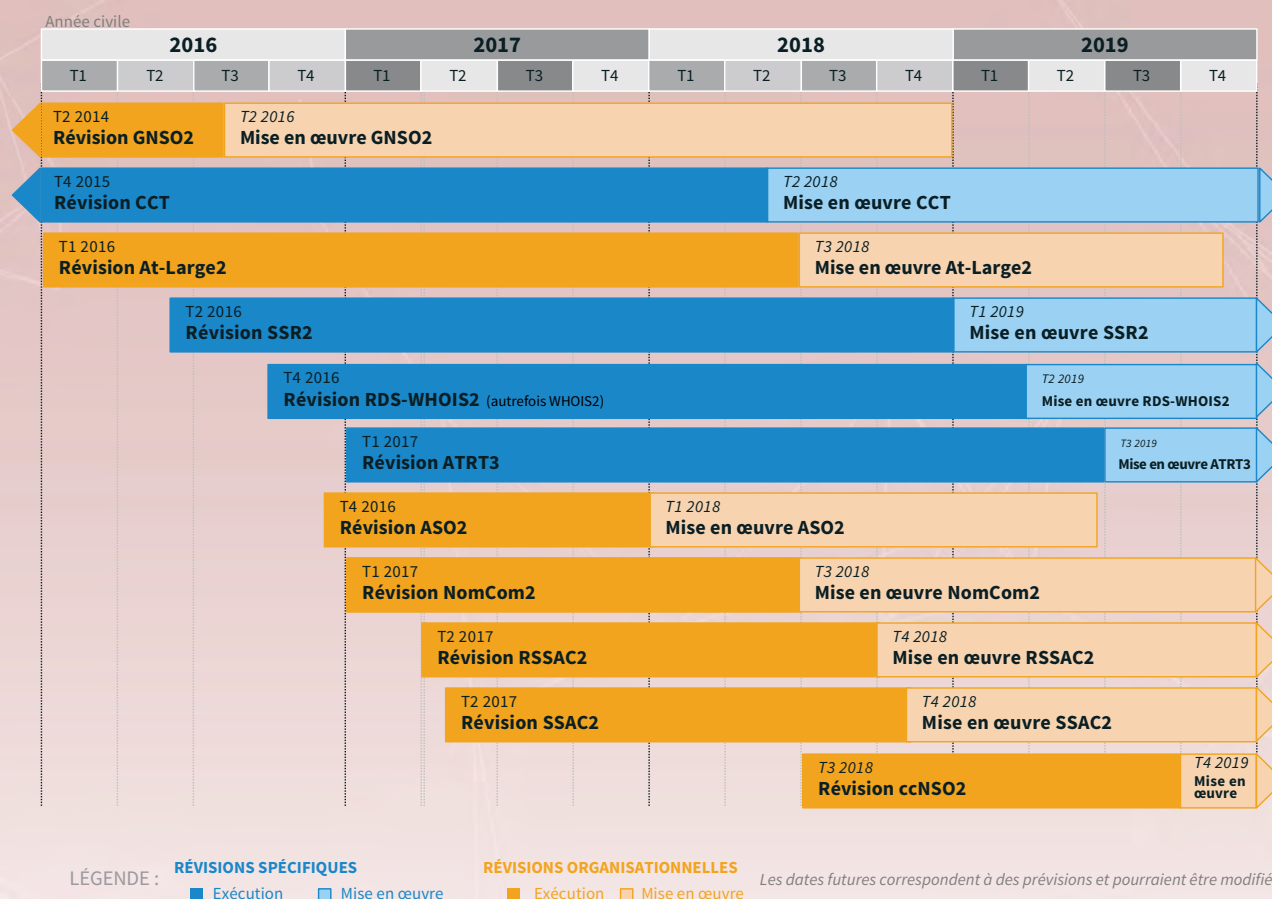 Année civile
2016 2017 2018 2019
T1 T2 T3 T4 T1 T2 T3 T4 T1 T2 T3 T4 T1 T2 T3 T4
T2 2014 T2 2016
Révision GNSO2 Mise en œuvre GNSO2
T4 2015 T2 2018
Révision CCT Mise en œuvre CCT
T1 2016 T3 2018
Révision At-Large2 Mise en œuvre At-Large2
T2 2016 T1 2019
Révision SSR2 Mise en œuvre SSR2
T4 2016 T2 2019
Révision RDS-WHOIS2 (autrefois WHOIS2) Mise en œuvre RDS-WHOIS2
T1 2017 T3 2019
Révision ATRT3 Mise en œuvre ATRT3
T4 2016 T1 2018
Révision ASO2 Mise en œuvre ASO2
T1 2017 T3 2018
Révision NomCom2 Mise en œuvre NomCom2
T2 2017 T4 2018
Révision RSSAC2 Mise en œuvre RSSAC2
T2 2017 T4 2018
Révision SSAC2 Mise en œuvre SSAC2
T3 2018 T4 2019
Révision ccNSO2 Mise en
œuvre
LÉGENDE : RÉVISIONS SPÉCIFIQUES RÉVISIONS ORGANISATIONNELLES
Exécution Mise en œuvre Exécution Mise en œuvre
Les dates futures correspondent à des prévisions et pourraient être